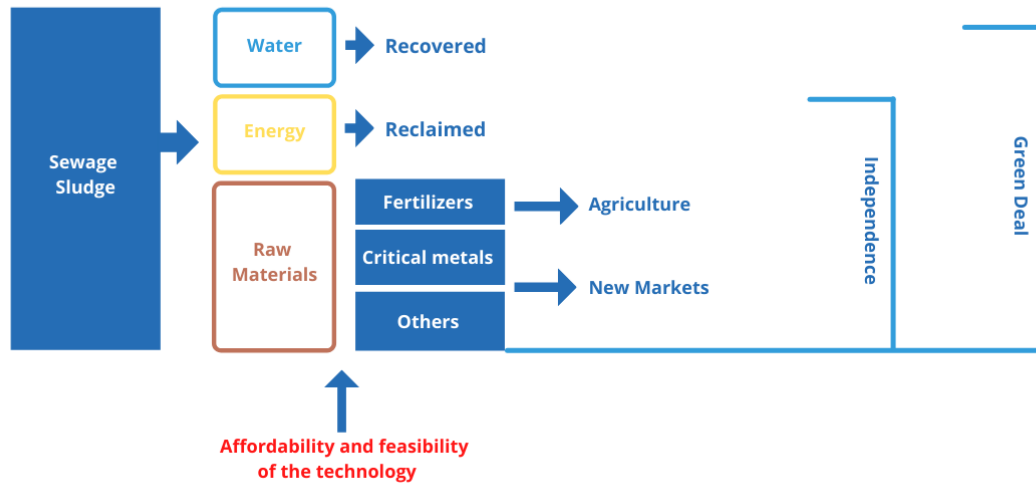 Sewage
Sludge
Water
Recovered
Energy
Reclaimed
Raw
Materials
Fertilizers
Agriculture
Critical metals
New Markets
Others
Independence
Green Deal
Affordability and feasibility
of the technology